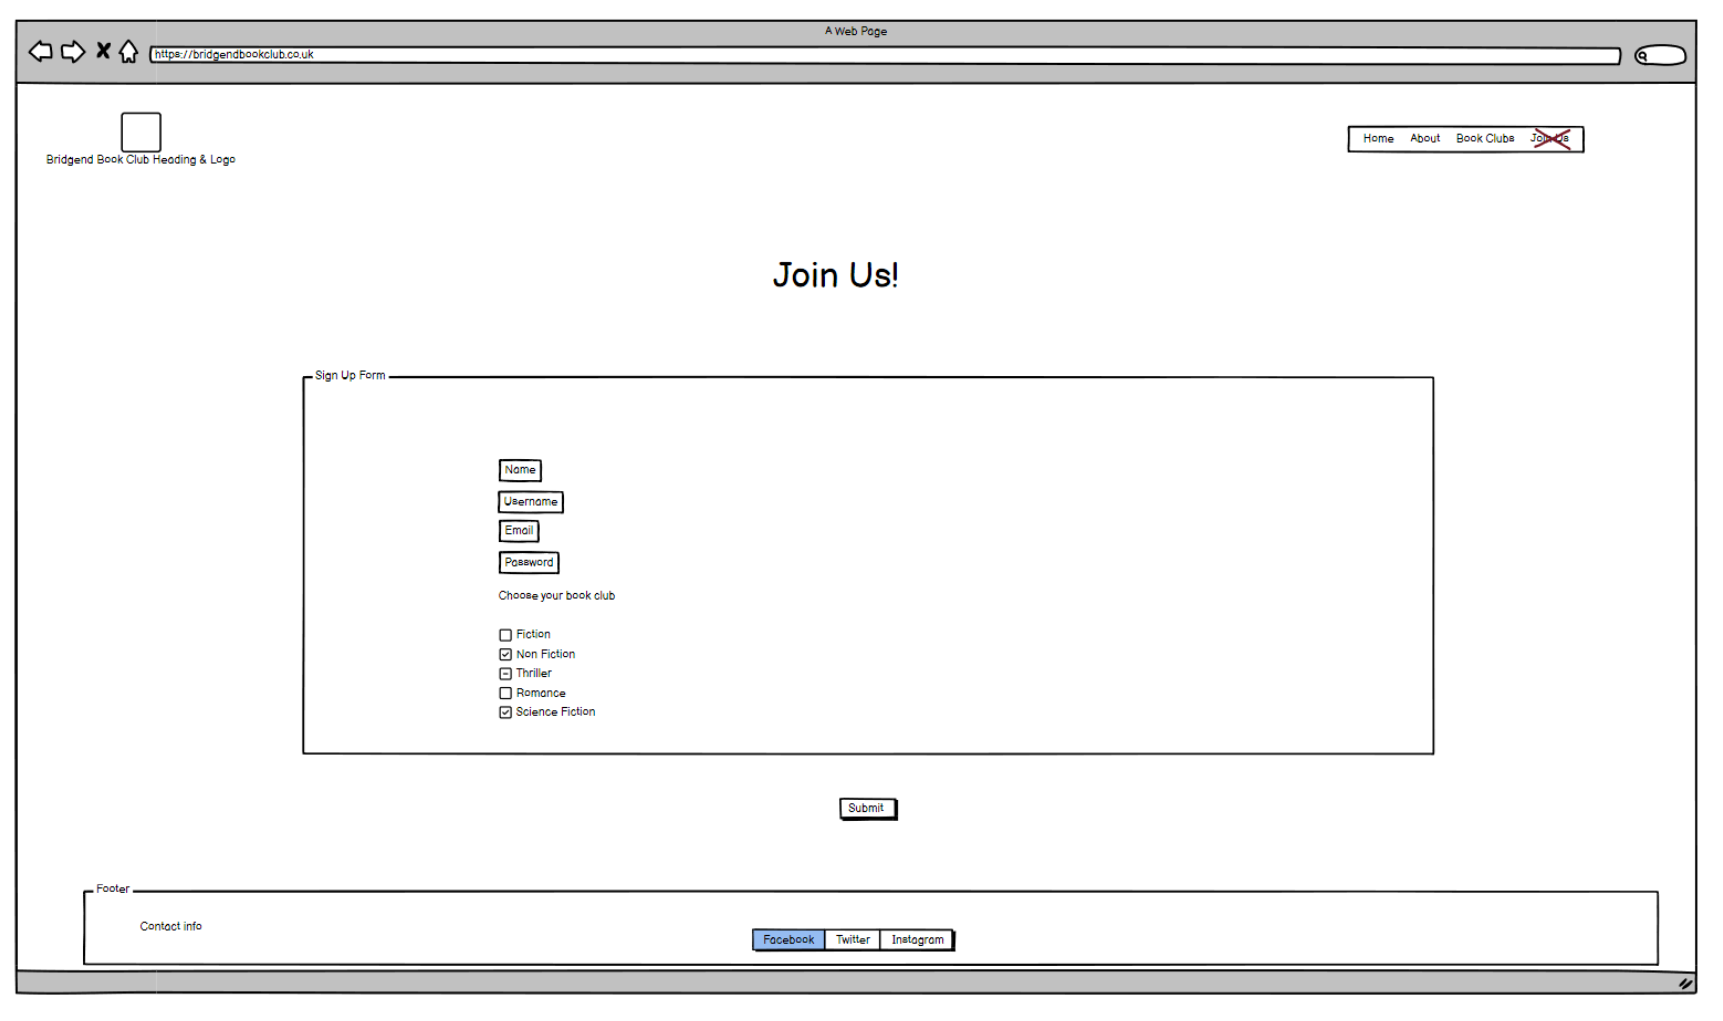 A Web Page
https://bridgendbookclub.co.uk
Bridgend Book Club Heading & Logo
Home About Book Clubs Join Us
Join Us!
Sign Up Form
Name
Username
Email
Password
Choose your book club
Fiction
Non Fiction
Thriller
Romance
Science Fiction
Submit
Footer
Contact info
Facebook Twitter Instagram